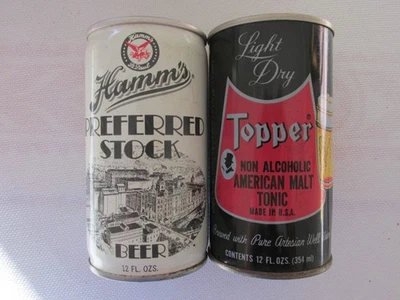 Hamm's
Hamm's
PREFERRED
STOCK
BEER
12 FL. OZS.
Light
Dry
Topper
NON ALCOHOLIC
AMERICAN MALT
TONIC
MADE IN U.S.A.
Brewed with Pure Artesian Well
CONTENTS 12 FL. OZS. (354 ml)